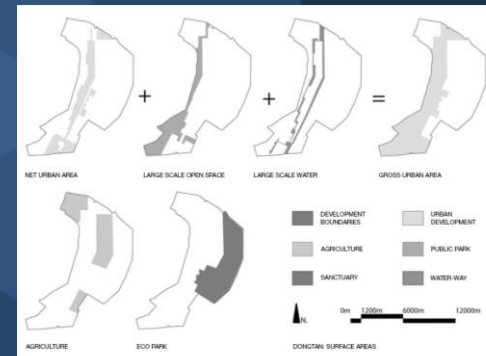 + + =
NET URBAN AREA LARGE SCALE OPEN SPACE LARGE SCALE WATER GROSS URBAN AREA
DEVELOPMENT BOUNDARIES
URBAN DEVELOPMENT
AGRICULTURE
PUBLIC PARK
SANCTUARY
WATER-WAY
N.
0m 1200m 6000m 12000m
AGRICULTURE ECO PARK DONGTAN: SURFACE AREAS